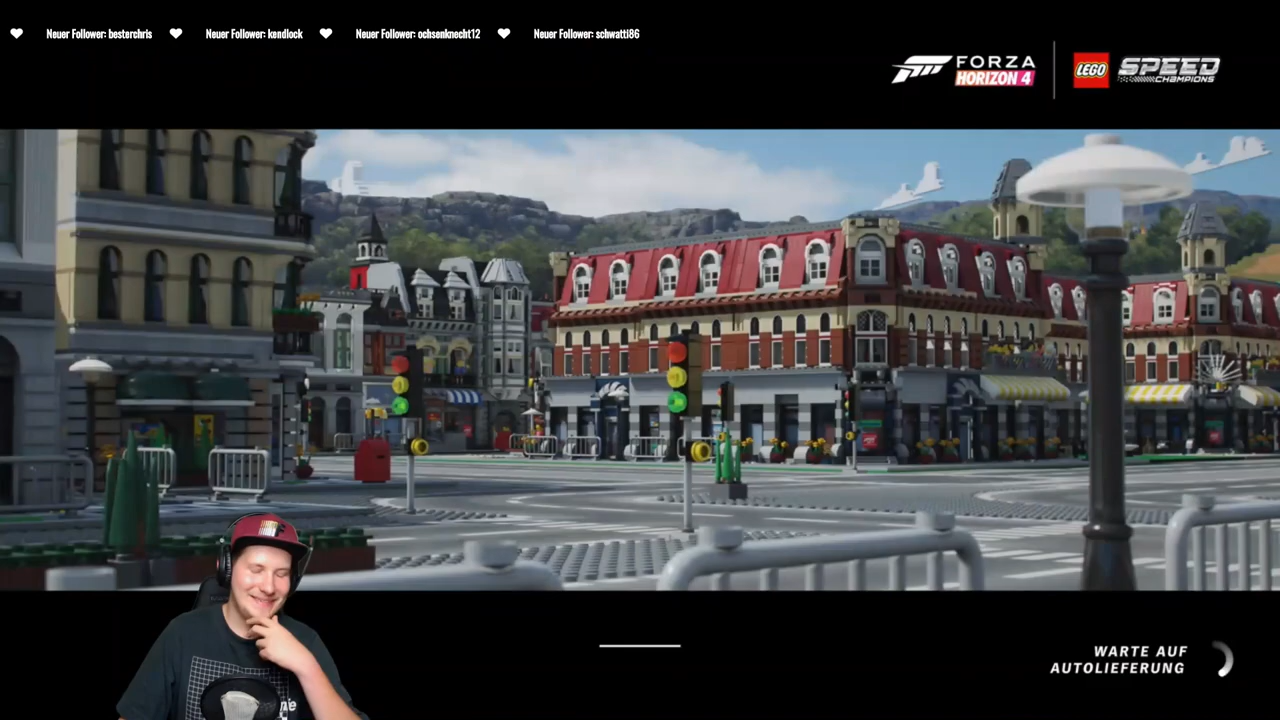 Neuer Follower: besterchris
Neuer Follower: kendlock
Neuer Follower: ochsenknecht12
Neuer Follower: schwatti86
FORZA
HORIZON 4
LEGO
SPEED
CHAMPIONS
WARTE AUF
AUTOLIEFERUNG